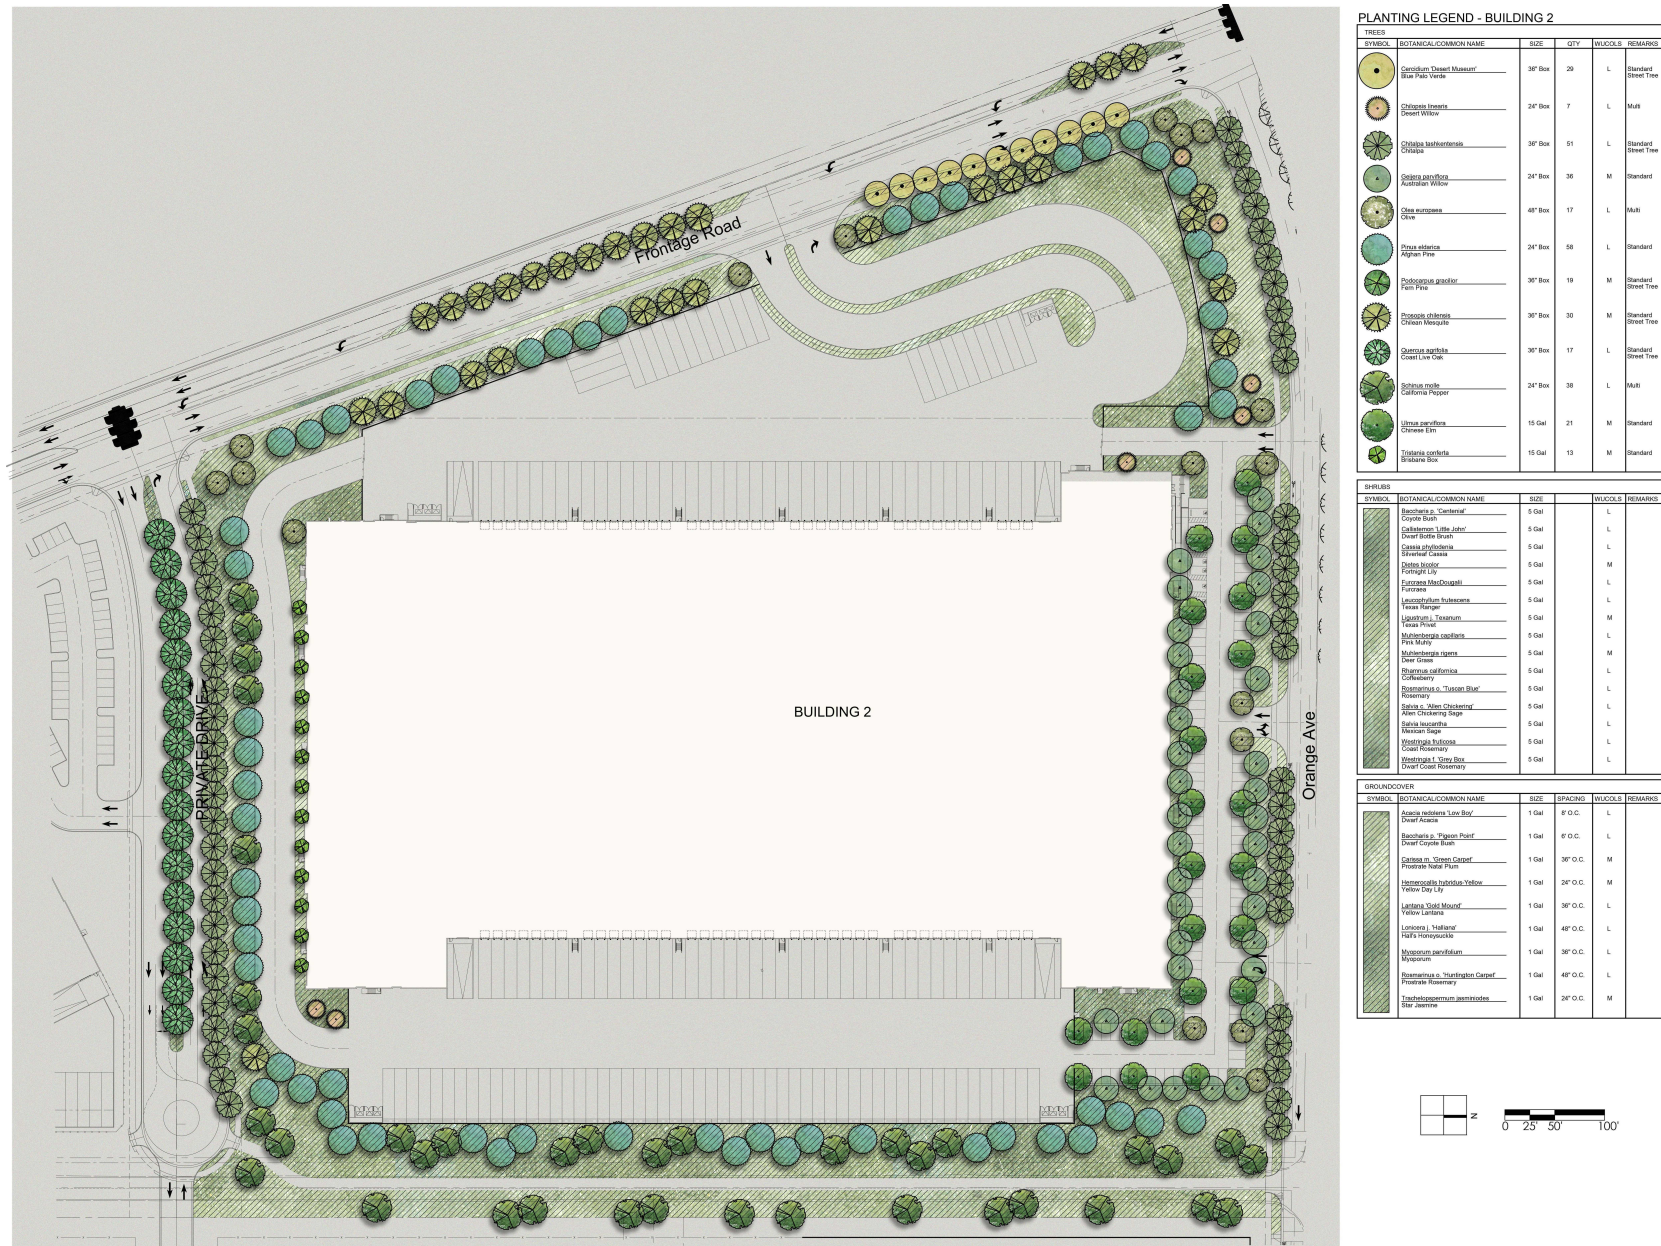 PLANTING LEGEND - BUILDING 2
TREES
SYMBOL BOTANICAL/COMMON NAME SIZE QTY WUCOLS REMARKS
Cercidium 'Desert Museum' 36" Box 29 L Standard
Blue Palo Verde Street Tree
Chilopsis linearis 24" Box 7 L Multi
Desert Willow
Chitalpa tashkentensis 36" Box 51 L Standard
Chitalpa Street Tree
Geijera parviflora 24" Box 36 M Standard
Australian Willow
Olea europaea 48" Box 17 L Multi
Olive
Pinus eldarica 24" Box 58 L Standard
Afghan Pine
Podocarpus gracilior 36" Box 19 M Standard
Fern Pine Street Tree
Prosopis chilensis 36" Box 30 M Standard
Chilean Mesquite Street Tree
Quercus agrifolia 36" Box 17 L Standard
Coast Live Oak Street Tree
Schinus molle 24" Box 38 L Multi
California Pepper
Ulmus parviflora 15 Gal 21 M Standard
Chinese Elm
Tristania conferta 15 Gal 13 M Standard
Brisbane Box
SHRUBS
SYMBOL BOTANICAL/COMMON NAME SIZE WUCOLS REMARKS
Baccharis p. 'Centenial' 5 Gal L
Coyote Bush
Callistemon 'Little John' 5 Gal L
Dwarf Bottle Brush
Cassia phyllodenia 5 Gal L
Silverleaf Cassia
Dietes bicolor 5 Gal M
Fortnight Lily
Furcraea MacDougalii 5 Gal L
Furcraea
Leucophyllum frutescens 5 Gal L
Texas Ranger
Ligustrum j. Texanum 5 Gal M
Texas Privet
Muhlenbergia capillaris 5 Gal L
Pink Muhly
Muhlenbergia rigens 5 Gal M
Deer Grass
Rhamnus californica 5 Gal L
Coffeeberry
Rosmarinus o. 'Tuscan Blue' 5 Gal L
Rosemary
Salvia c. 'Allen Chickering' 5 Gal L
Allen Chickering Sage
Salvia leucantha 5 Gal L
Mexican Sage
Westringia fruticosa 5 Gal L
Coast Rosemary
Westringia f. 'Grey Box 5 Gal L
Dwarf Coast Rosemary
GROUNDCOVER
SYMBOL BOTANICAL/COMMON NAME SIZE SPACING WUCOLS REMARKS
Acacia redolens 'Low Boy' 1 Gal 8' O.C. L
Dwarf Acacia
Baccharis p. 'Pigeon Point' 1 Gal 6' O.C. L
Dwarf Coyote Bush
Carissa m. 'Green Carpet' 1 Gal 36" O.C. M
Prostrate Natal Plum
Hemerocallis hybridus-Yellow 1 Gal 24" O.C. M
Yellow Day Lily
Lantana 'Gold Mound' 1 Gal 36" O.C. L
Yellow Lantana
Lonicera j. 'Halliana' 1 Gal 48" O.C. L
Hall's Honeysuckle
Myoporum parvifolium 1 Gal 36" O.C. L
Myoporum
Rosmarinus o. 'Huntington Carpet' 1 Gal 48" O.C. L
Prostrate Rosemary
Trachelopspermum jasminiodes 1 Gal 24" O.C. M
Star Jasmine
Frontage Road
PRIVATE DRIVE
BUILDING 2
Orange Ave
N
0 25' 50' 100'